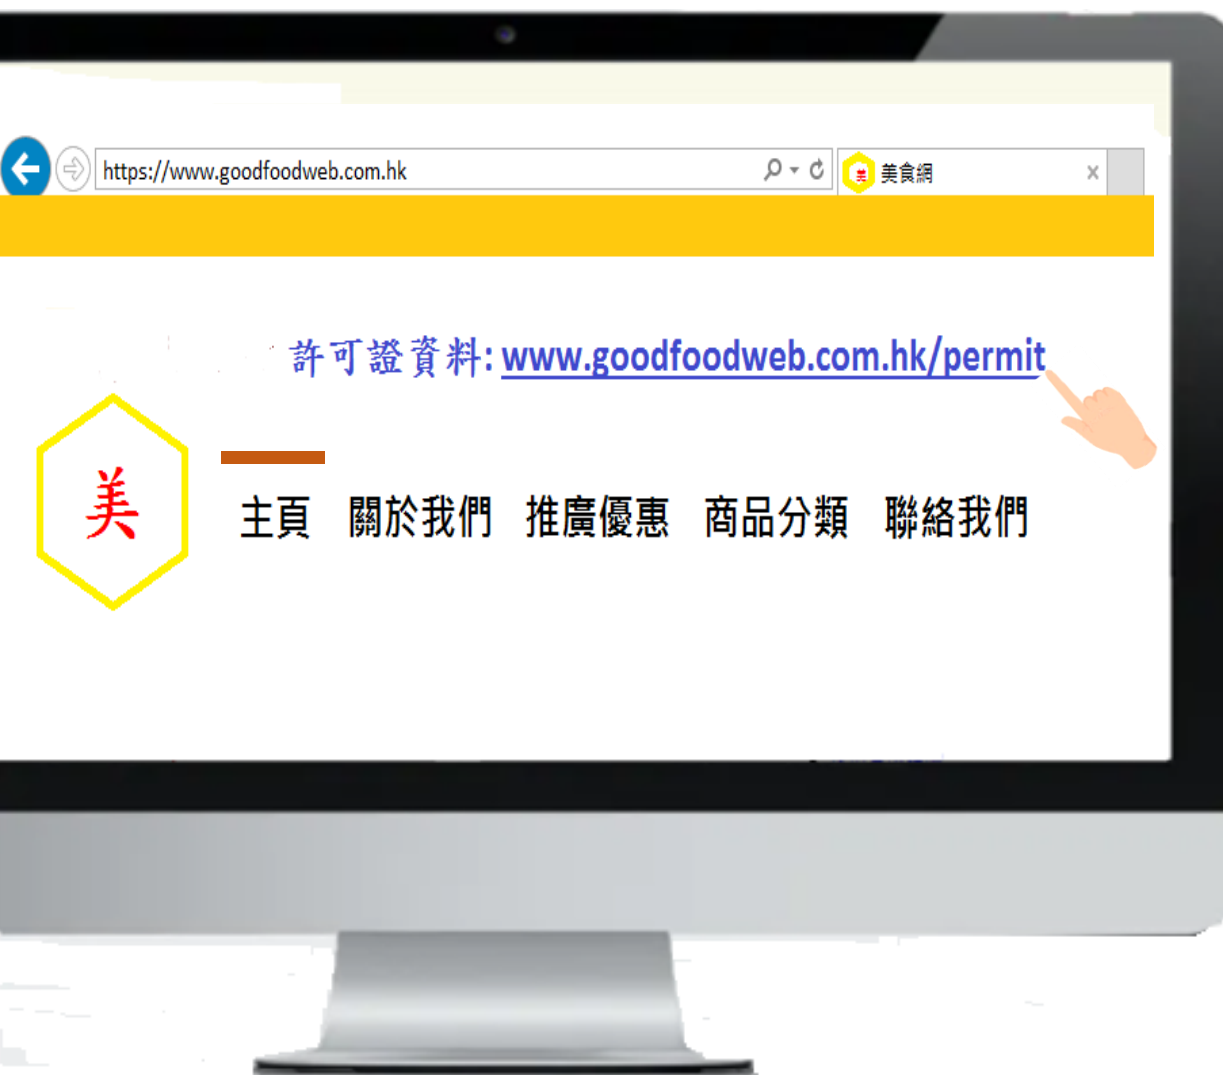 https://www.goodfoodweb.com.hk
美食網
許可證資料: www.goodfoodweb.com.hk/permit
美
主頁 關於我們 推廣優惠 商品分類 聯絡我們